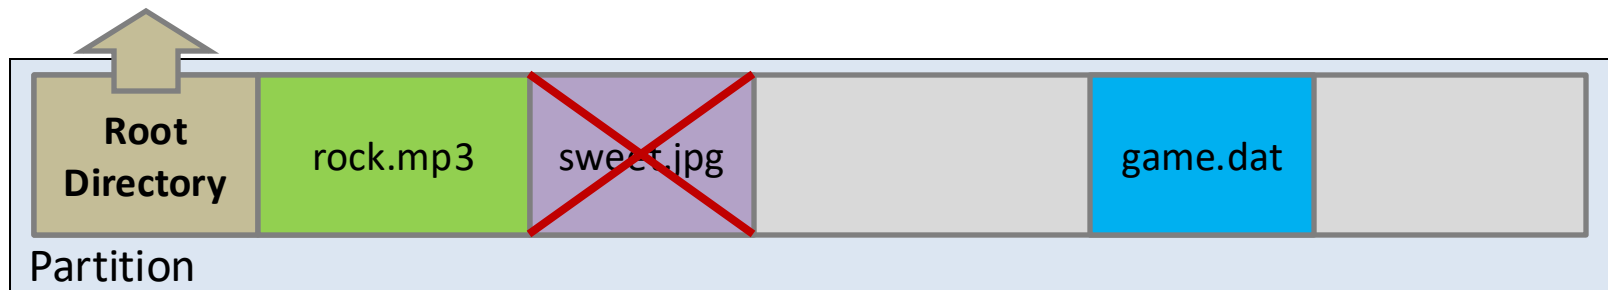 Root
Directory
rock.mp3
sweet.jpg
game.dat
Partition